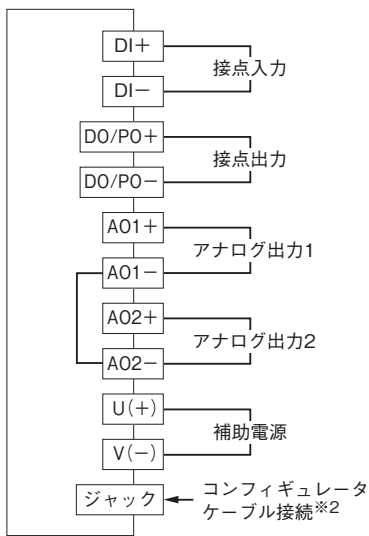 DI+
接点入力
DI−
DO/PO+
接点出力
DO/PO−
AO1+
アナログ出力1
AO1−
AO2+
アナログ出力2
AO2−
U(+)
補助電源
V(−)
ジャック
コンフィギュレータ
ケーブル接続※2